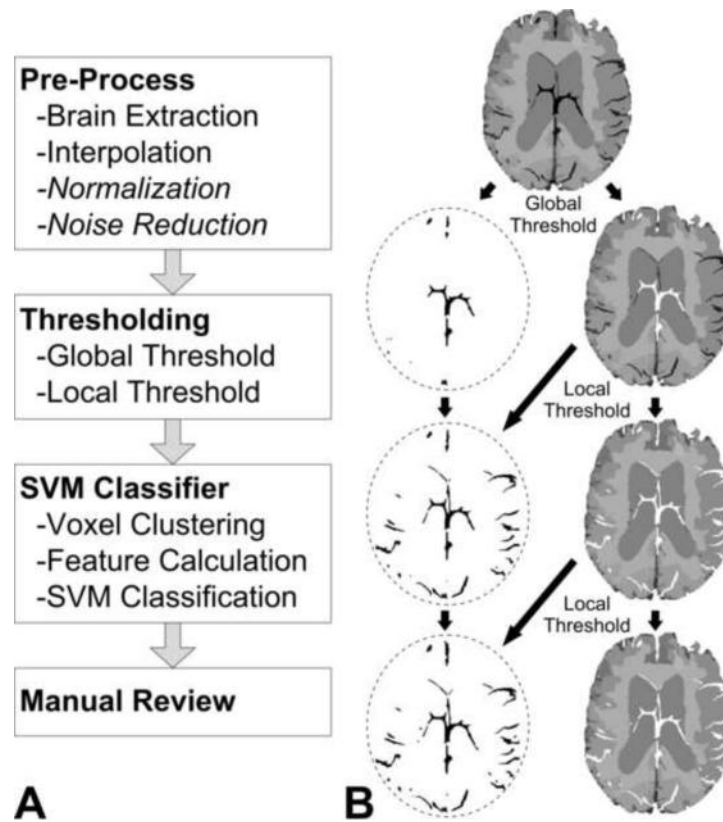 Pre-Process
-Brain Extraction
-Interpolation
-Normalization
-Noise Reduction
Thresholding
-Global Threshold
-Local Threshold
SVM Classifier
-Voxel Clustering
-Feature Calculation
-SVM Classification
Manual Review
A
Global
Threshold
Local
Threshold
Local
Threshold
B